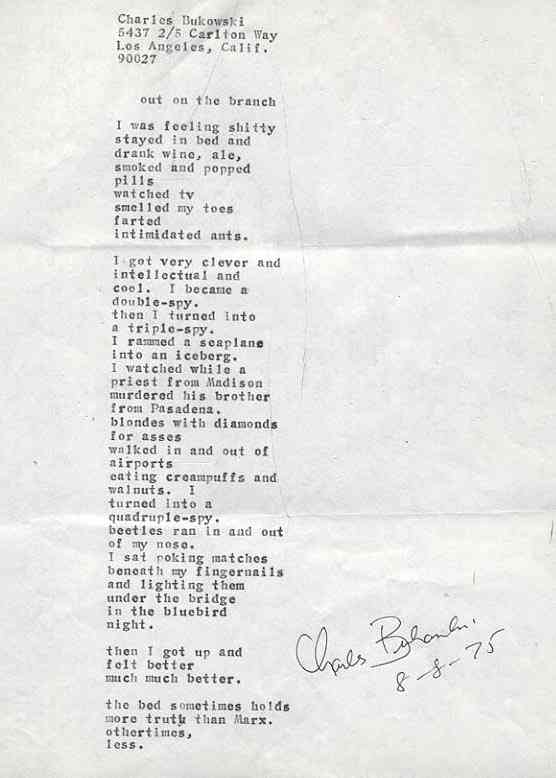 Charles Bukowski
5437 2/5 Carlton Way
Los Angeles, Calif.
90027
out on the branch
I was feeling shitty
stayed in bed and
drank wine, ale,
smoked and popped
pills
watched tv
smelled my toes
farted
intimidated ants.
I got very clever and
intellectual and
cool. I became a
double-spy.
then I turned into
a triple-spy.
I rammed a seaplane
into an iceberg.
I watched while a
priest from Madison
murdered his brother
from Pasadena.
blondes with diamonds
for asses
walked in and out of
airports
eating creampuffs and
walnuts. I
turned into a
quadruple-spy.
beetles ran in and out
of my nose.
I sat poking matches
beneath my fingernails
and lighting them
under the bridge
in the bluebird
night.
then I got up and
felt better
much much better.
the bed sometimes holds
more truth than Marx.
othertimes,
less.
Charles Bukowski
8-8-75